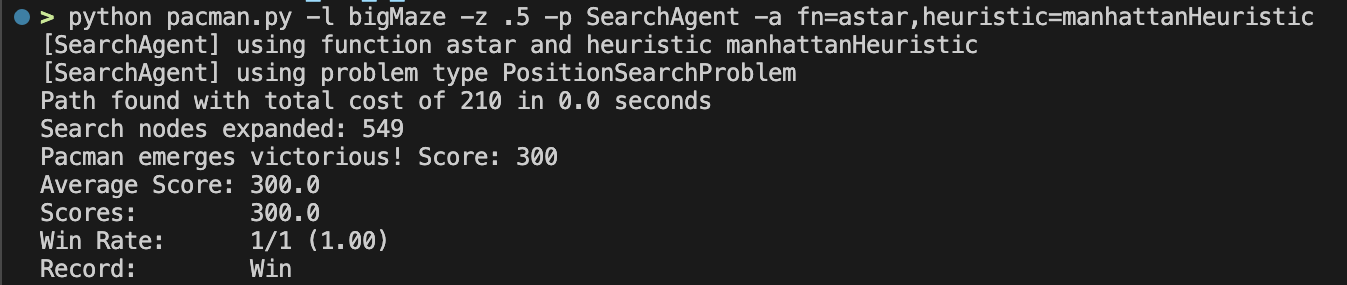 > python pacman.py -l bigMaze -z .5 -p SearchAgent -a fn=astar,heuristic=manhattanHeuristic
[SearchAgent] using function astar and heuristic manhattanHeuristic
[SearchAgent] using problem type PositionSearchProblem
Path found with total cost of 210 in 0.0 seconds
Search nodes expanded: 549
Pacman emerges victorious! Score: 300
Average Score: 300.0
Scores:        300.0
Win Rate:      1/1 (1.00)
Record:        Win